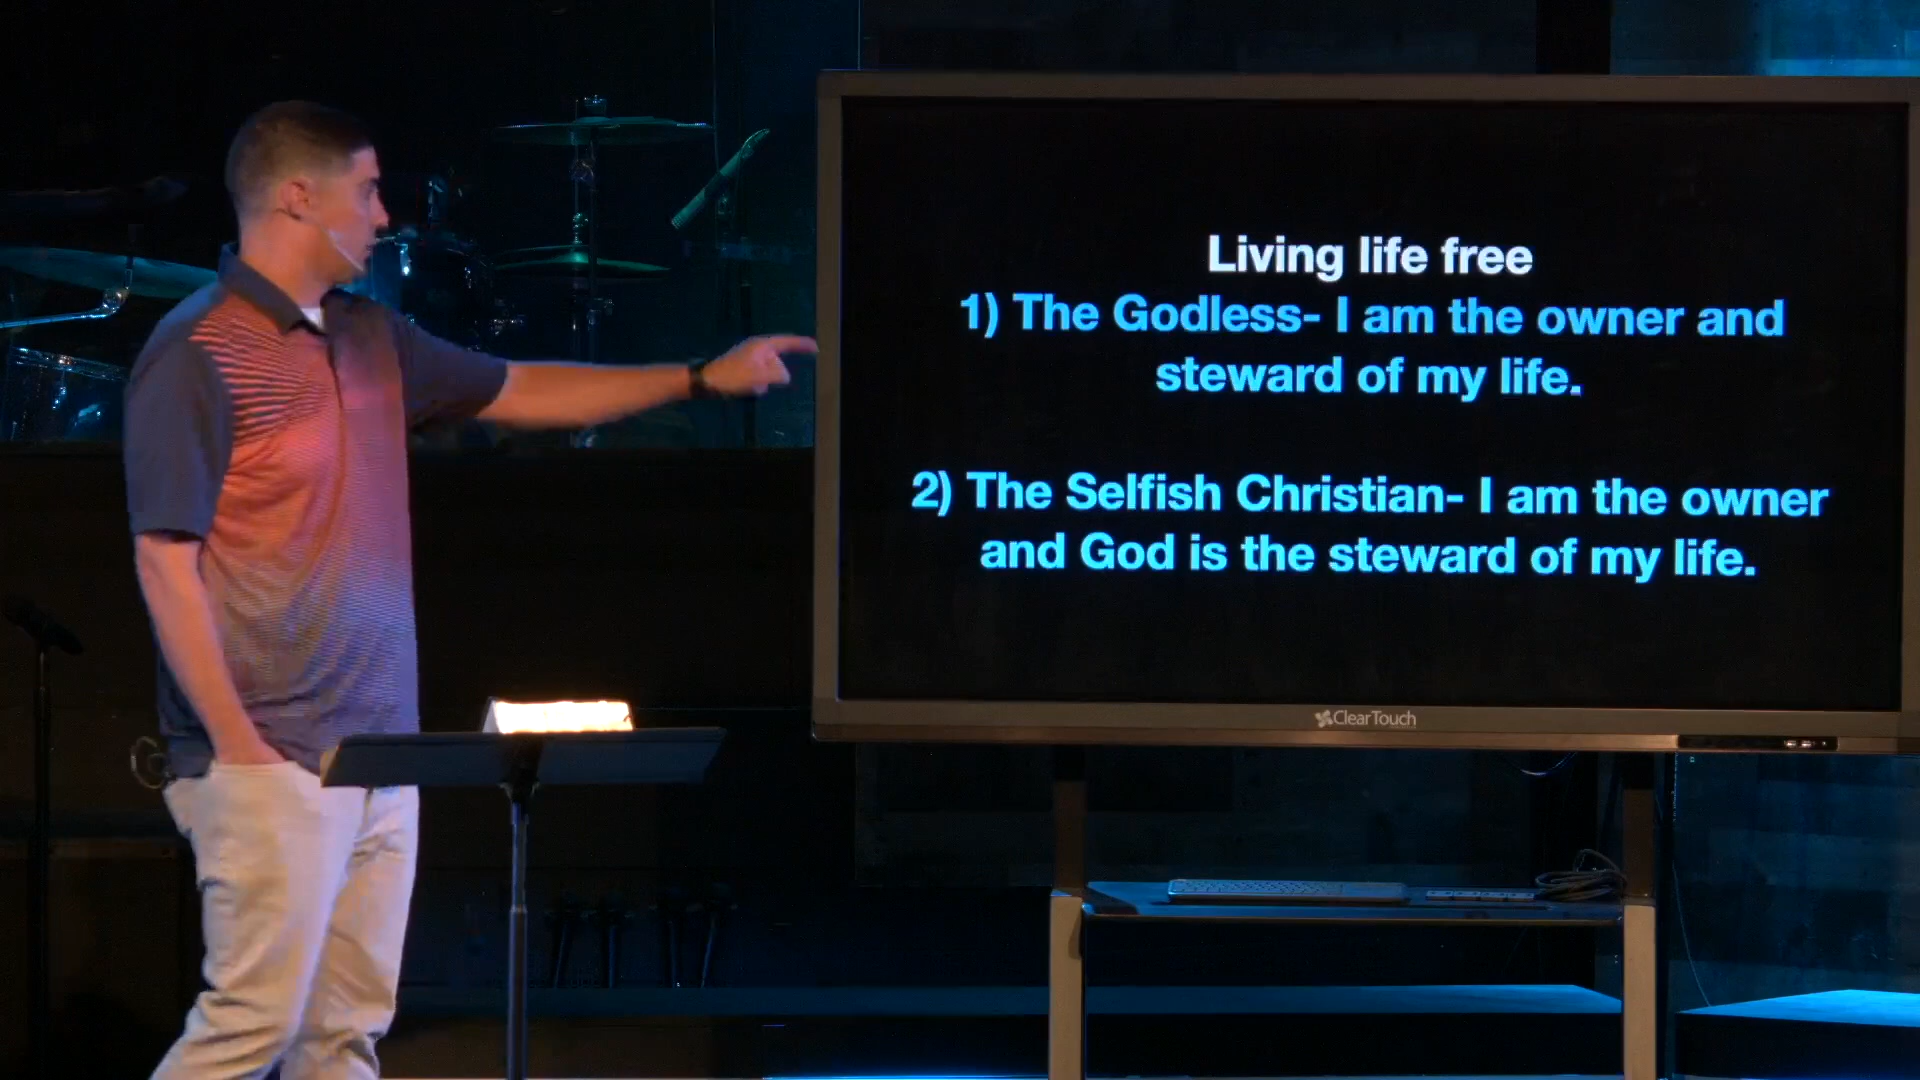 Living life free
1) The Godless- I am the owner and
steward of my life.
2) The Selfish Christian- I am the owner
and God is the steward of my life.
ClearTouch